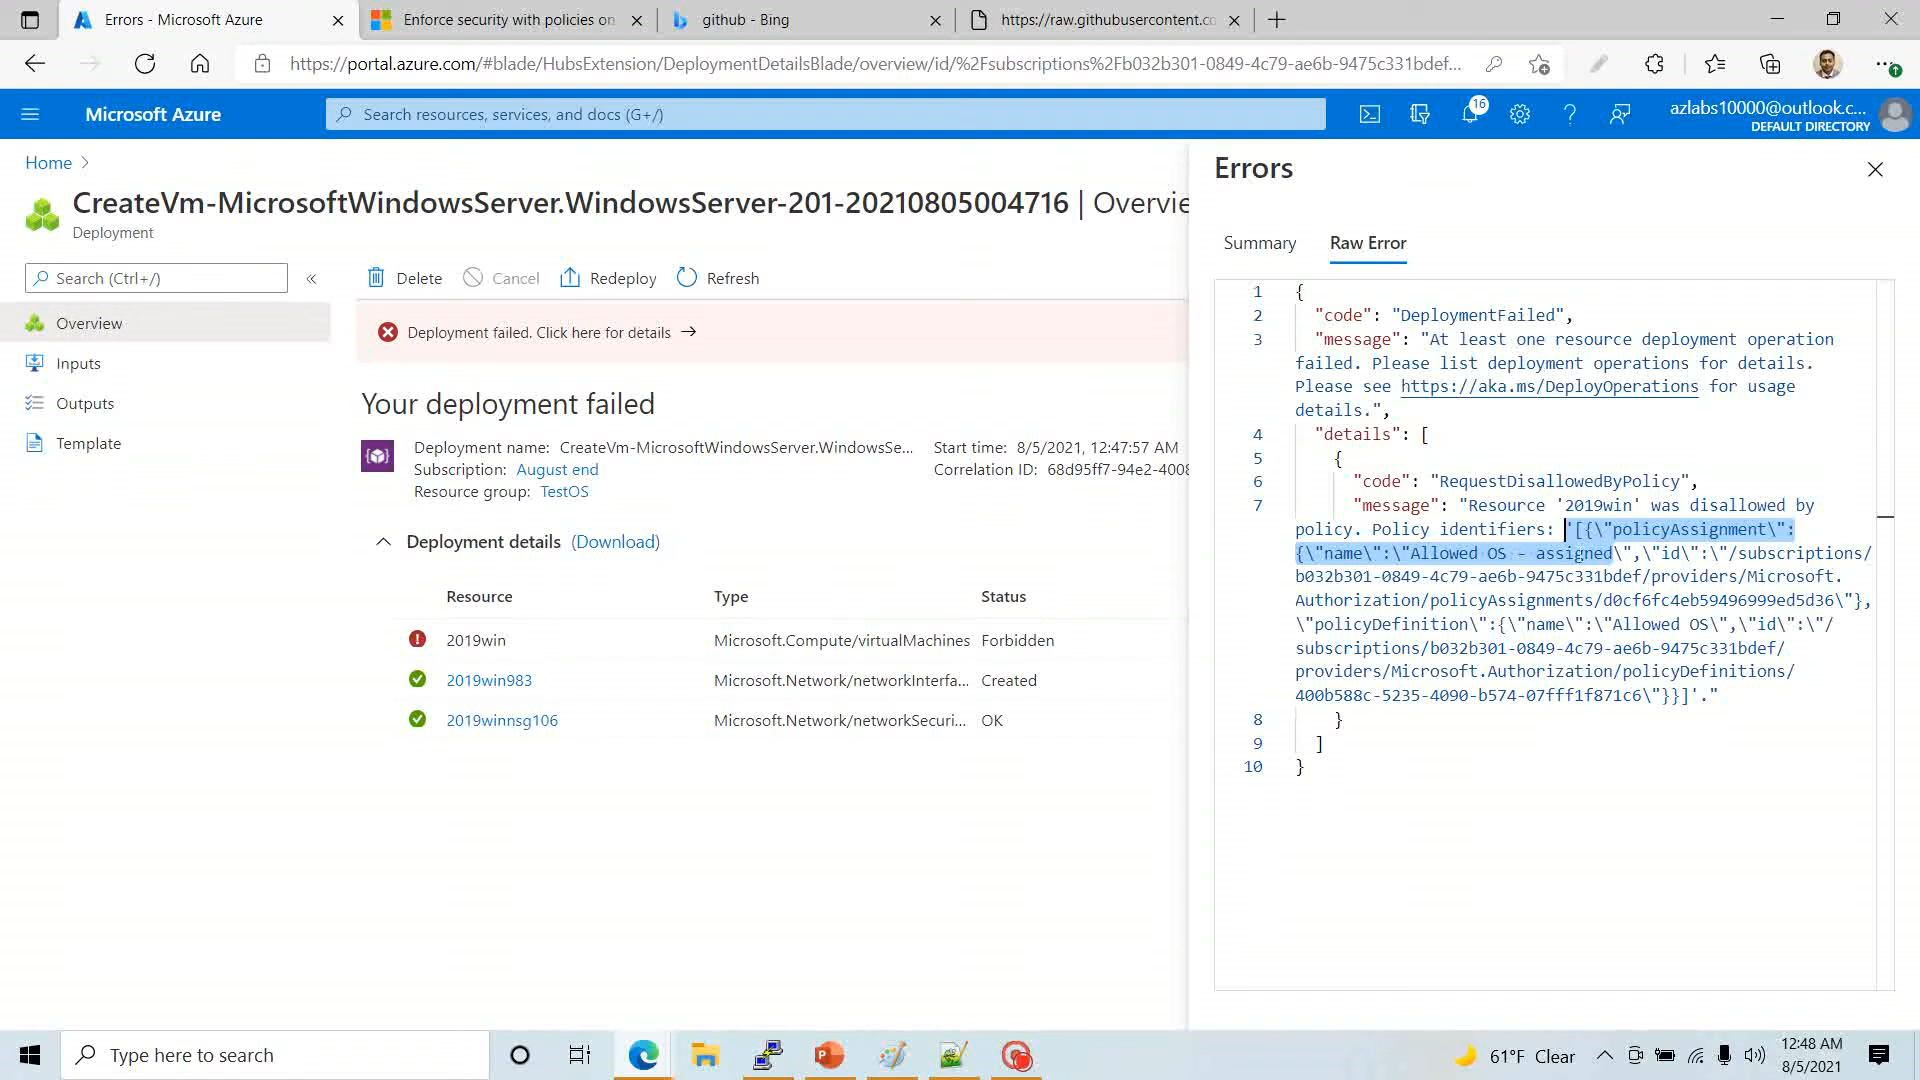 Errors - Microsoft Azure
Enforce security with policies on
github - Bing
https://raw.githubusercontent.co
https://portal.azure.com/#blade/HubsExtension/DeploymentDetailsBlade/overview/id/%2Fsubscriptions%2Fb032b301-0849-4c79-ae6b-9475c331bdef...
Microsoft Azure
Search resources, services, and docs (G+/)
16
azlabs10000@outlook.c...
DEFAULT DIRECTORY
Home
CreateVm-MicrosoftWindowsServer.WindowsServer-201-20210805004716 | Overvie
Deployment
Search (Ctrl+/)
«
Overview
Inputs
Outputs
Template
Delete
Cancel
Redeploy
Refresh
Deployment failed. Click here for details
Your deployment failed
Deployment name: CreateVm-MicrosoftWindowsServer.WindowsSe...
Subscription: August end
Resource group: TestOS
Start time: 8/5/2021, 12:47:57 AM
Correlation ID: 68d95ff7-94e2-4008
Deployment details (Download)
Resource Type Status
2019win Microsoft.Compute/virtualMachines Forbidden
2019win983 Microsoft.Network/networkInterfa... Created
2019winnsg106 Microsoft.Network/networkSecuri... OK
Errors
Summary
Raw Error
1 {
2 "code": "DeploymentFailed",
3 "message": "At least one resource deployment operation
failed. Please list deployment operations for details.
Please see https://aka.ms/DeployOperations for usage
details.",
4 "details": [
5 {
6 "code": "RequestDisallowedByPolicy",
7 "message": "Resource '2019win' was disallowed by
policy. Policy identifiers: '[{\"policyAssignment\":
{\"name\":\"Allowed OS - assigned\",\"id\":\"/subscriptions/
b032b301-0849-4c79-ae6b-9475c331bdef/providers/Microsoft.
Authorization/policyAssignments/d0cf6fc4eb59496999ed5d36\"},
\"policyDefinition\":{\"name\":\"Allowed OS\",\"id\":\"/
subscriptions/b032b301-0849-4c79-ae6b-9475c331bdef/
providers/Microsoft.Authorization/policyDefinitions/
400b588c-5235-4090-b574-07fff1f871c6\"}}]'."
8 }
9 ]
10 }
Type here to search
61°F Clear
12:48 AM
8/5/2021